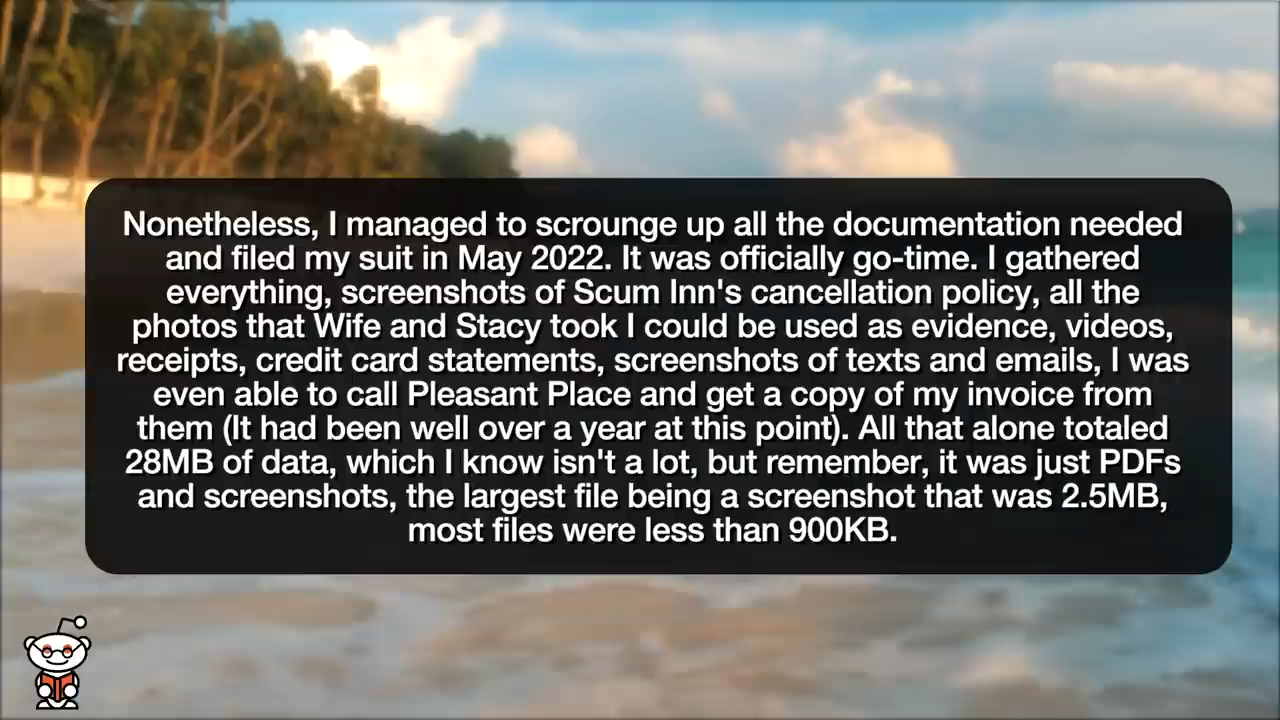 Nonetheless, I managed to scrounge up all the documentation needed
and filed my suit in May 2022. It was officially go-time. I gathered
everything, screenshots of Scum Inn's cancellation policy, all the
photos that Wife and Stacy took I could be used as evidence, videos,
receipts, credit card statements, screenshots of texts and emails, I was
even able to call Pleasant Place and get a copy of my invoice from
them (It had been well over a year at this point). All that alone totaled
28MB of data, which I know isn't a lot, but remember, it was just PDFs
and screenshots, the largest file being a screenshot that was 2.5MB,
most files were less than 900KB.